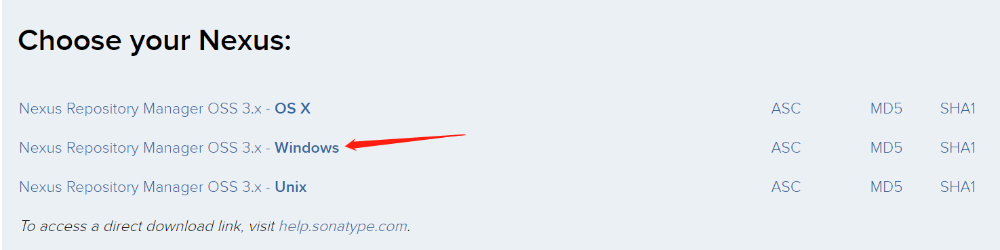 Choose your Nexus:
Nexus Repository Manager OSS 3.x - OS X ASC MD5 SHA1
Nexus Repository Manager OSS 3.x - Windows ASC MD5 SHA1
Nexus Repository Manager OSS 3.x - Unix ASC MD5 SHA1
To access a direct download link, visit help.sonatype.com.